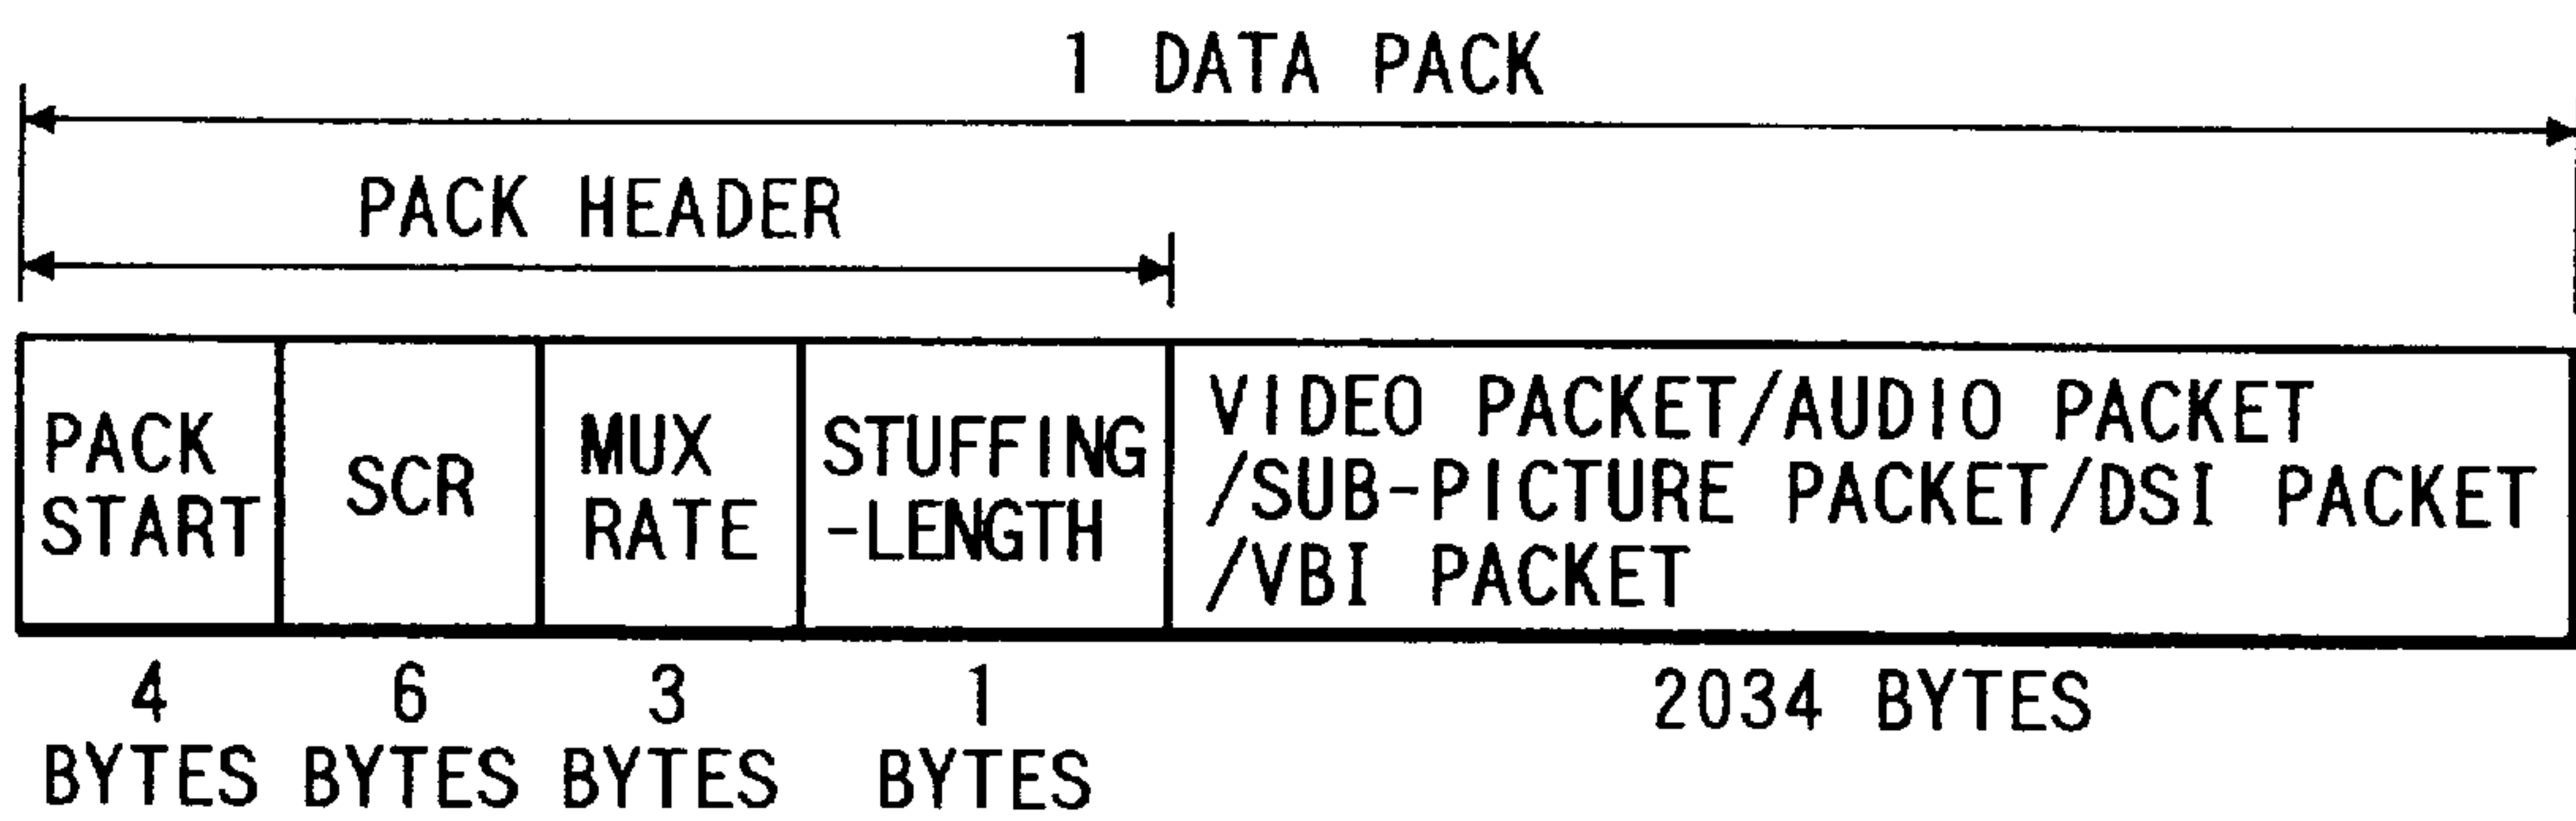 1 DATA PACK
PACK HEADER
PACK
START
SCR
MUX
RATE
STUFFING
-LENGTH
VIDEO PACKET/AUDIO PACKET
/SUB-PICTURE PACKET/DSI PACKET
/VBI PACKET
4
BYTES
6
BYTES
3
BYTES
1
BYTES
2034 BYTES